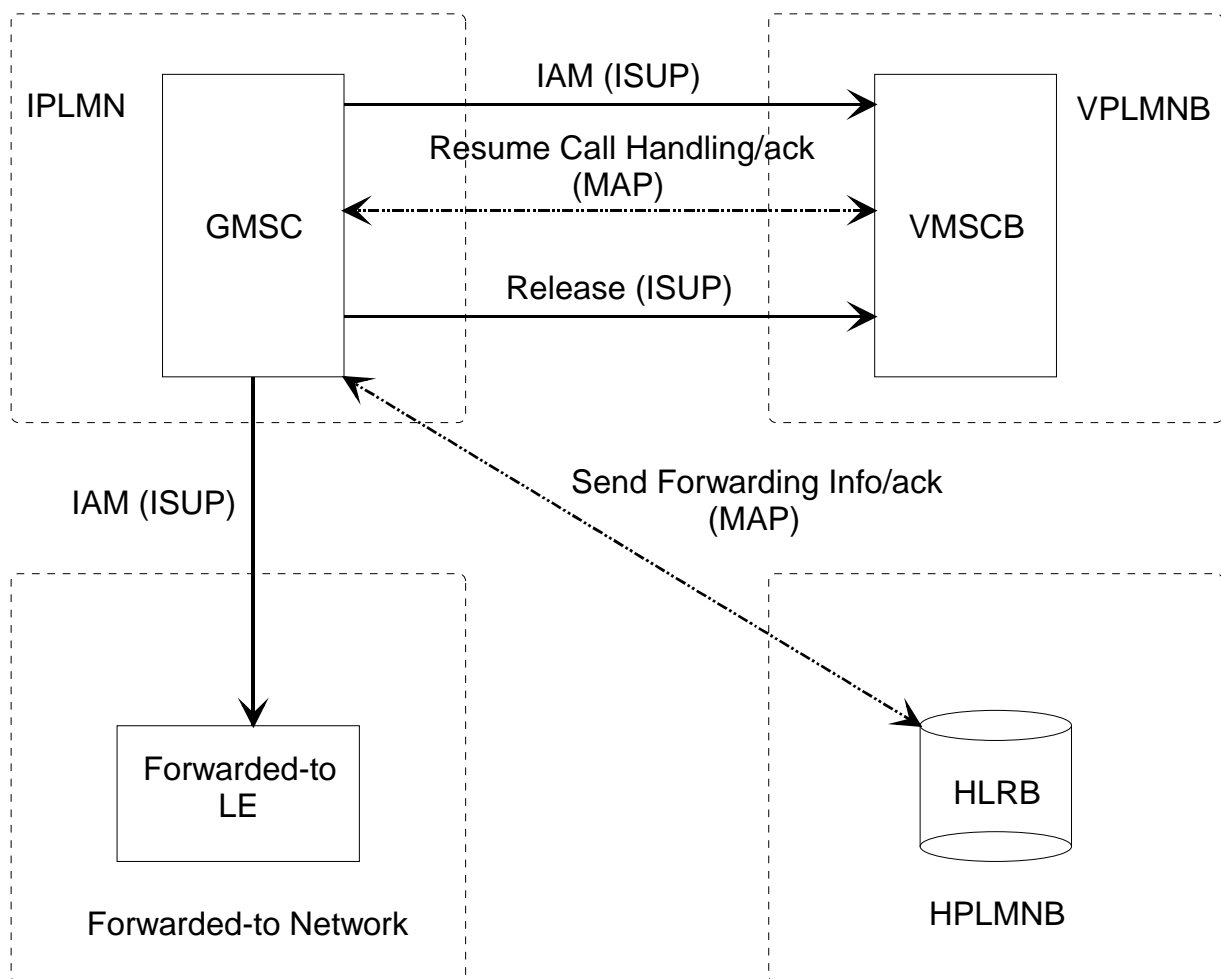 IAM (ISUP)
IPLMN
VPLMNB
Resume Call Handling/ack
(MAP)
GMSC
VMSCB
Release (ISUP)
Send Forwarding Info/ack
(MAP)
IAM (ISUP)
Forwarded-to
LE
HLRB
Forwarded-to Network
HPLMNB